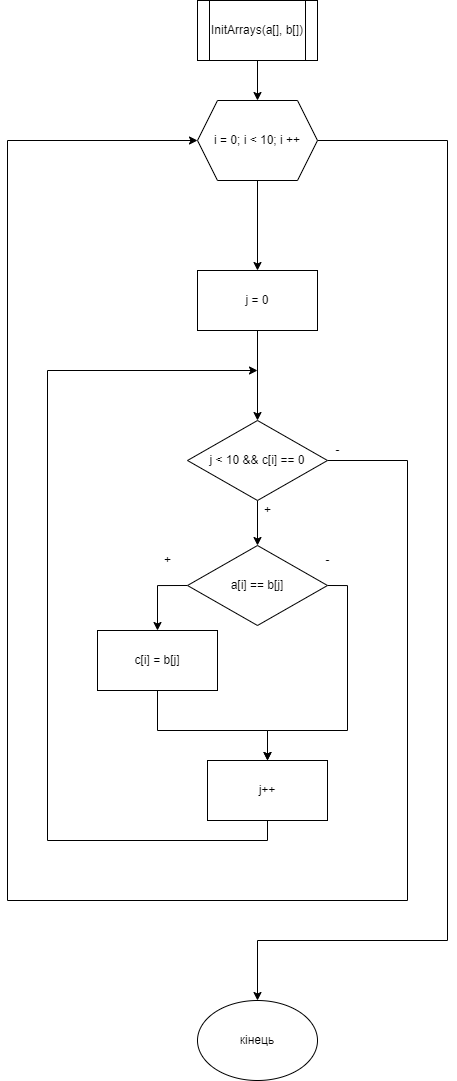 InitArrays(a[], b[])
i = 0; i < 10; i ++
j = 0
j < 10 && c[i] == 0
-
+
+
-
a[i] == b[j]
c[i] = b[j]
j++
кінець